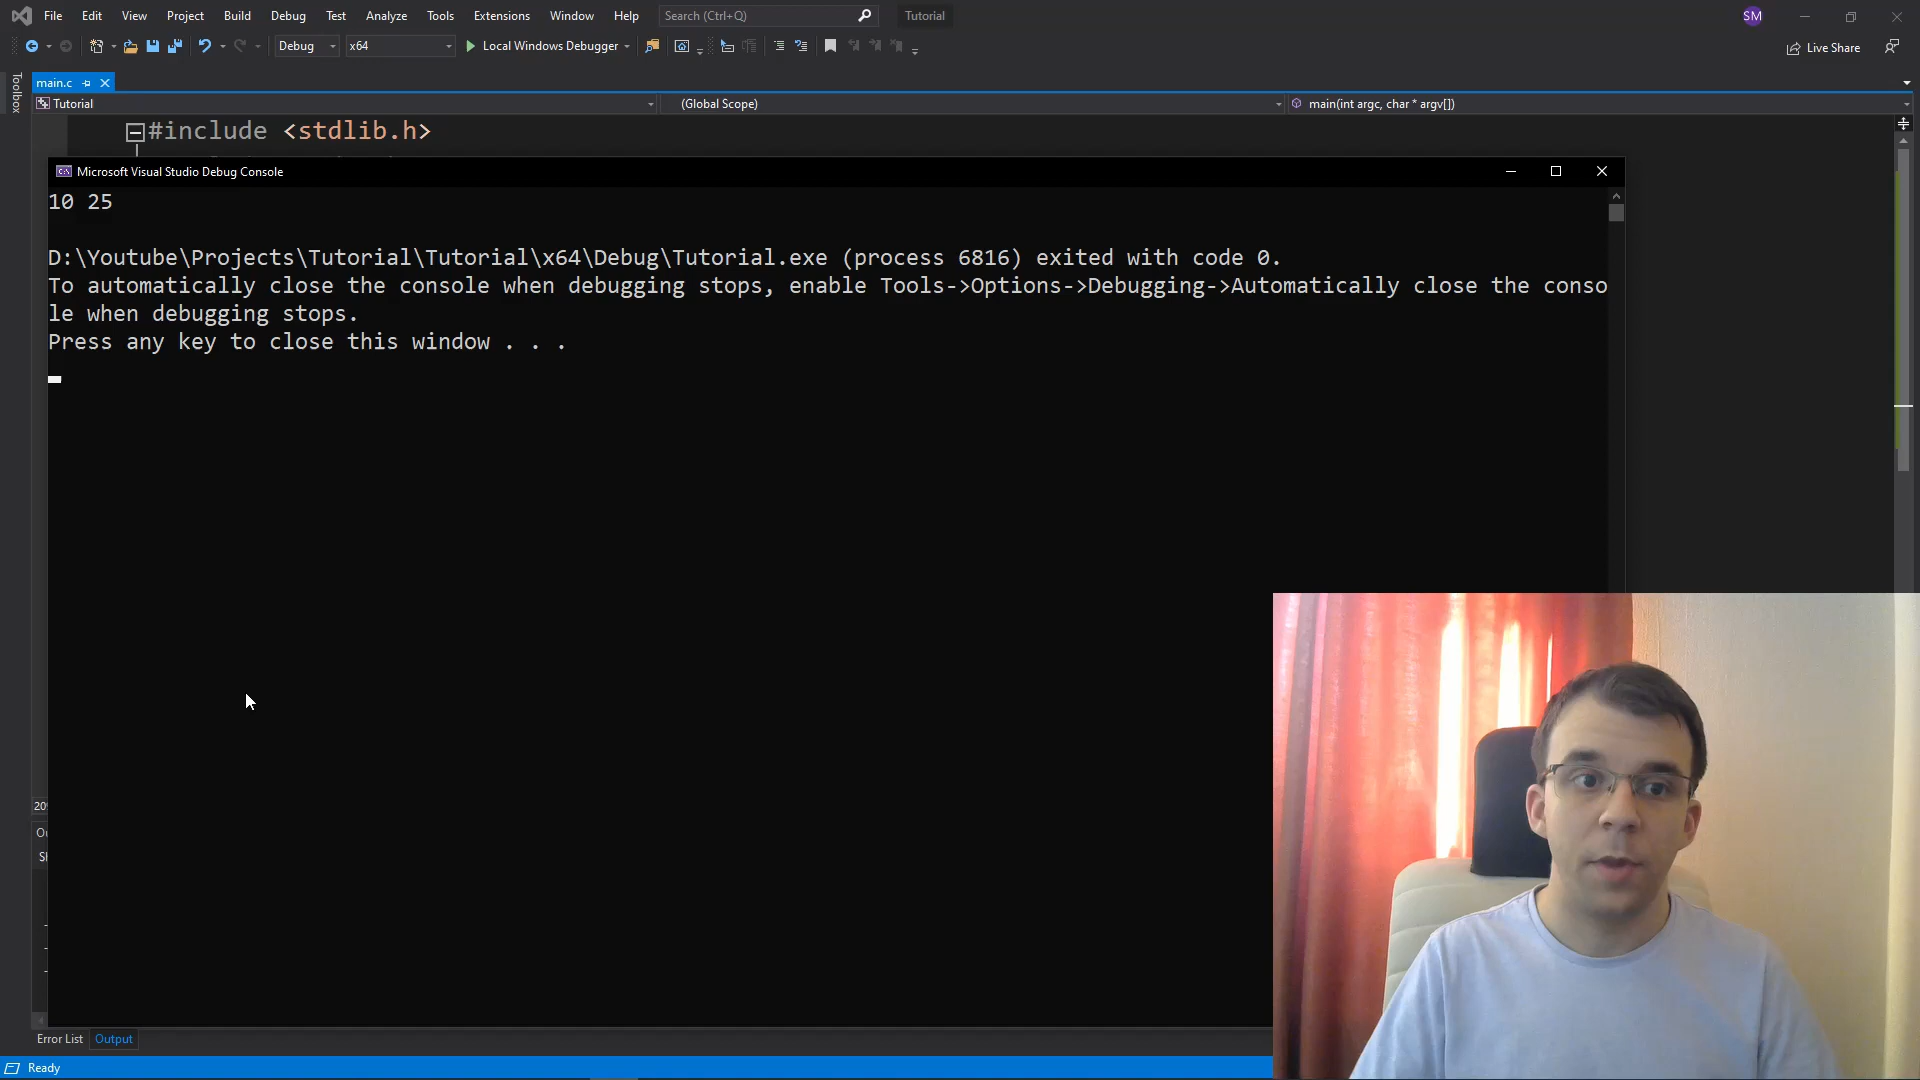 File Edit View Project Build Debug Test Analyze Tools Extensions Window Help Search (Ctrl+Q) Tutorial SM
Debug x64 Local Windows Debugger Live Share
Toolbox
main.c
Tutorial (Global Scope) main(int argc, char * argv[])
#include <stdlib.h>
Microsoft Visual Studio Debug Console
10 25
D:\Youtube\Projects\Tutorial\Tutorial\x64\Debug\Tutorial.exe (process 6816) exited with code 0.
To automatically close the console when debugging stops, enable Tools->Options->Debugging->Automatically close the conso
le when debugging stops.
Press any key to close this window . . .
Error List Output
Ready